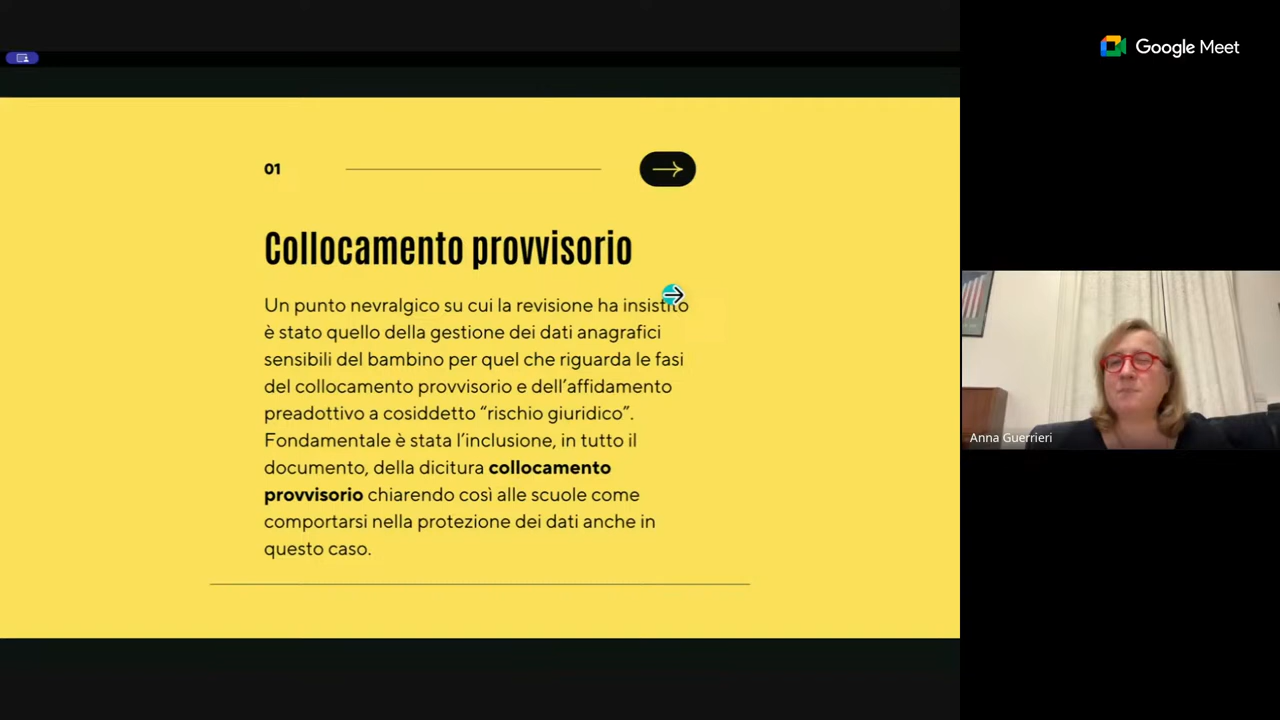 Google Meet
01
Collocamento provvisorio
Un punto nevralgico su cui la revisione ha insistito
è stato quello della gestione dei dati anagrafici
sensibili del bambino per quel che riguarda le fasi
del collocamento provvisorio e dell’affidamento
preadottivo a cosiddetto “rischio giuridico”.
Fondamentale è stata l’inclusione, in tutto il
documento, della dicitura collocamento
provvisorio chiarendo così alle scuole come
comportarsi nella protezione dei dati anche in
questo caso.
Anna Guerrieri